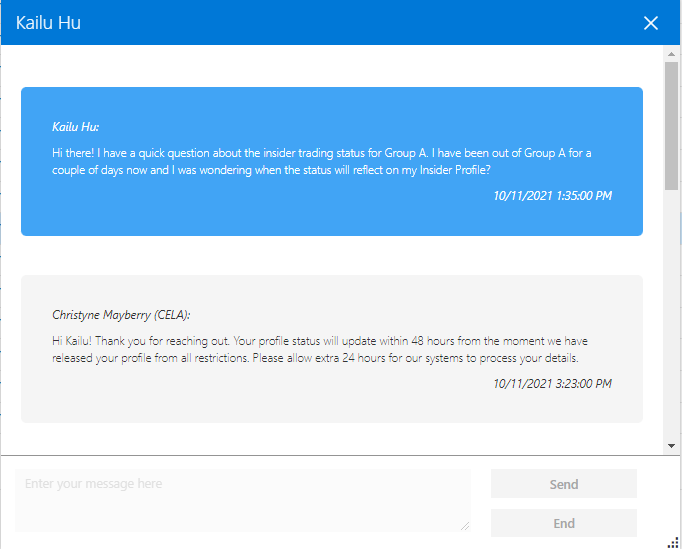 Kailu Hu
Kailu Hu:
Hi there! I have a quick question about the insider trading status for Group A. I have been out of Group A for a
couple of days now and I was wondering when the status will reflect on my Insider Profile?
10/11/2021 1:35:00 PM
Christyne Mayberry (CELA):
Hi Kailu! Thank you for reaching out. Your profile status will update within 48 hours from the moment we have
released your profile from all restrictions. Please allow extra 24 hours for our systems to process your details.
10/11/2021 3:23:00 PM
Enter your message here
Send
End